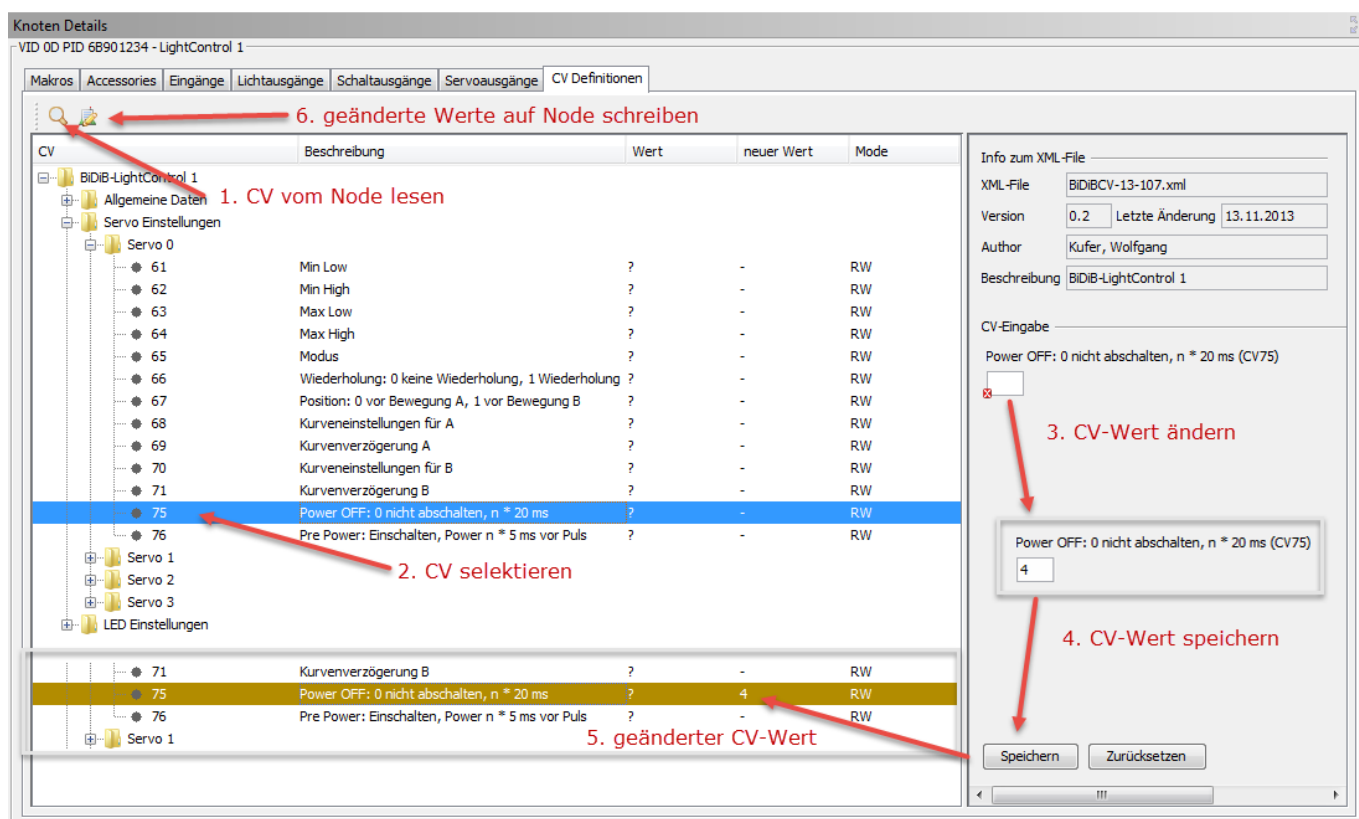 Knoten Details
VID 0D PID 6B901234 - LightControl 1
Makros Accessories Eingänge Lichtausgänge Schaltausgänge Servoausgänge CV Definitionen
6. geänderte Werte auf Node schreiben
CV Beschreibung Wert neuer Wert Mode
BiDiB-LightControl 1
Allgemeine Daten
1. CV vom Node lesen
Servo Einstellungen
Servo 0
61 Min Low ? - RW
62 Min High ? - RW
63 Max Low ? - RW
64 Max High ? - RW
65 Modus ? - RW
66 Wiederholung: 0 keine Wiederholung, 1 Wiederholung ? - RW
67 Position: 0 vor Bewegung A, 1 vor Bewegung B ? - RW
68 Kurveneinstellungen für A ? - RW
69 Kurvenverzögerung A ? - RW
70 Kurveneinstellungen für B ? - RW
71 Kurvenverzögerung B ? - RW
75 Power OFF: 0 nicht abschalten, n * 20 ms ? - RW
76 Pre Power: Einschalten, Power n * 5 ms vor Puls ? - RW
Servo 1
2. CV selektieren
Servo 2
Servo 3
LED Einstellungen
71 Kurvenverzögerung B ? - RW
75 Power OFF: 0 nicht abschalten, n * 20 ms ? 4 RW
76 Pre Power: Einschalten, Power n * 5 ms vor Puls ? - RW
Servo 1
5. geänderter CV-Wert
Info zum XML-File
XML-File BiDiBCV-13-107.xml
Version 0.2 Letzte Änderung 13.11.2013
Author Kufer, Wolfgang
Beschreibung BiDiB-LightControl 1
CV-Eingabe
Power OFF: 0 nicht abschalten, n * 20 ms (CV75)
3. CV-Wert ändern
Power OFF: 0 nicht abschalten, n * 20 ms (CV75)
4
4. CV-Wert speichern
Speichern Zurücksetzen